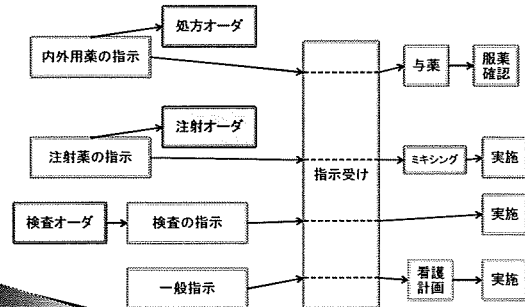 処方オーダ
内外用薬の指示
与薬
服薬
確認
注射オーダ
注射薬の指示
指示受け
ミキシング
実施
検査オーダ
検査の指示
実施
一般指示
看護
計画
実施